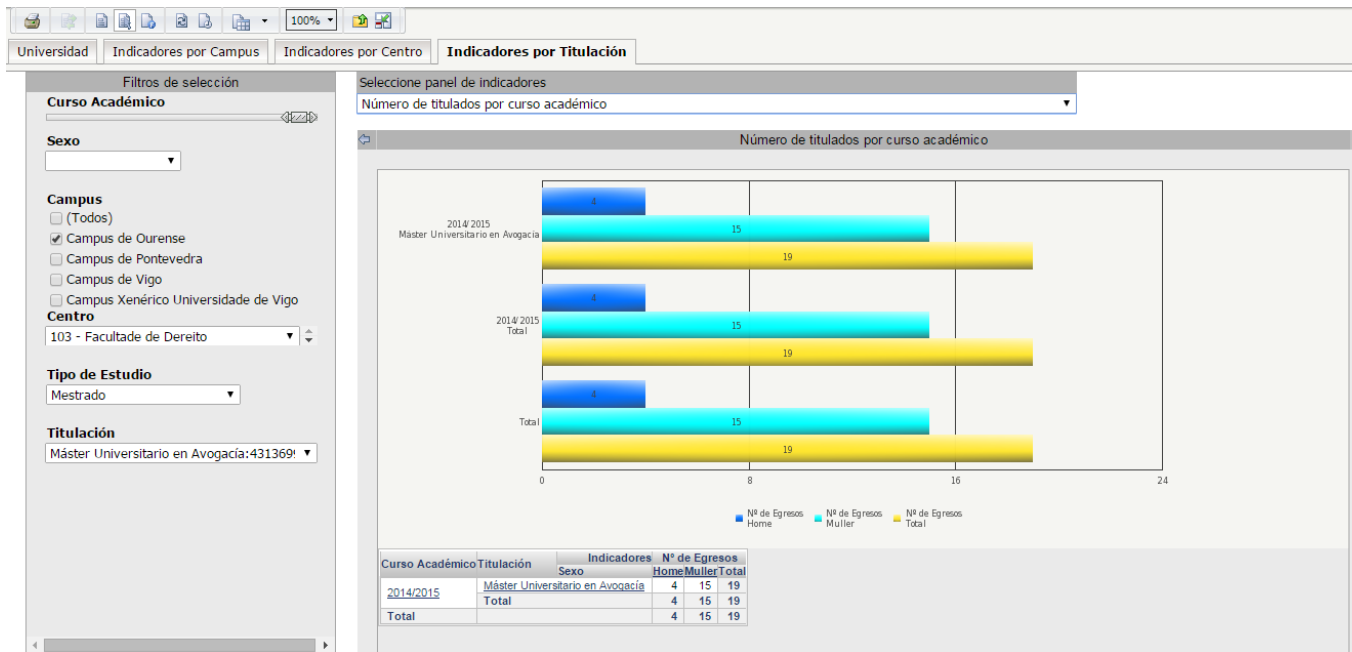 100%
Universidad
Indicadores por Campus
Indicadores por Centro
Indicadores por Titulación
Filtros de selección
Curso Académico
Sexo
Campus
(Todos)
Campus de Ourense
Campus de Pontevedra
Campus de Vigo
Campus Xenérico Universidade de Vigo
Centro
103 - Facultade de Dereito
Tipo de Estudio
Mestrado
Titulación
Máster Universitario en Avogacía:431369
Seleccione panel de indicadores
Número de titulados por curso académico
Número de titulados por curso académico
2014/2015
Máster Universitario en Avogacía
4
15
19
2014/2015
Total
4
15
19
Total
4
15
19
0 8 16 24
Nº de Egresos Home
Nº de Egresos Muller
Nº de Egresos Total
Curso Académico Titulación Indicadores Nº de Egresos
Sexo Home Muller Total
2014/2015 Máster Universitario en Avogacía 4 15 19
Total 4 15 19
Total 4 15 19